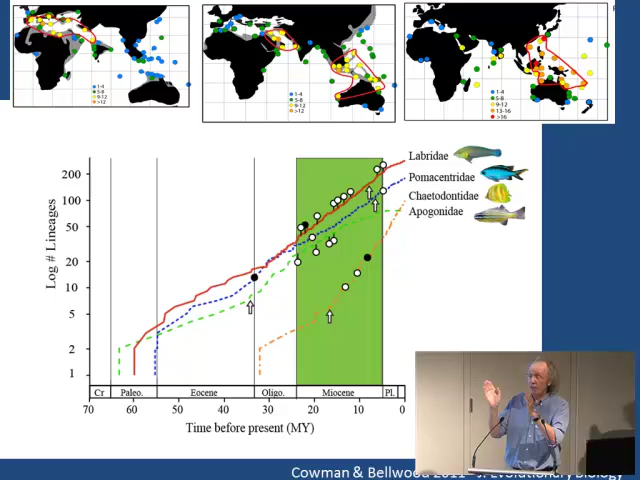 1-4
5-8
9-12
>12
1-4
5-8
9-12
>12
1-4
5-8
9-12
13-16
>16
Labridae
Pomacentridae
Chaetodontidae
Apogonidae
Log # Lineages
200
100
50
20
10
5
2
1
Cr Paleo. Eocene Oligo. Miocene Pl.
70 60 50 40 30 20 10 0
Time before present (MY)
Cowman & Bellwood 2011 J. Evolutionary Biology